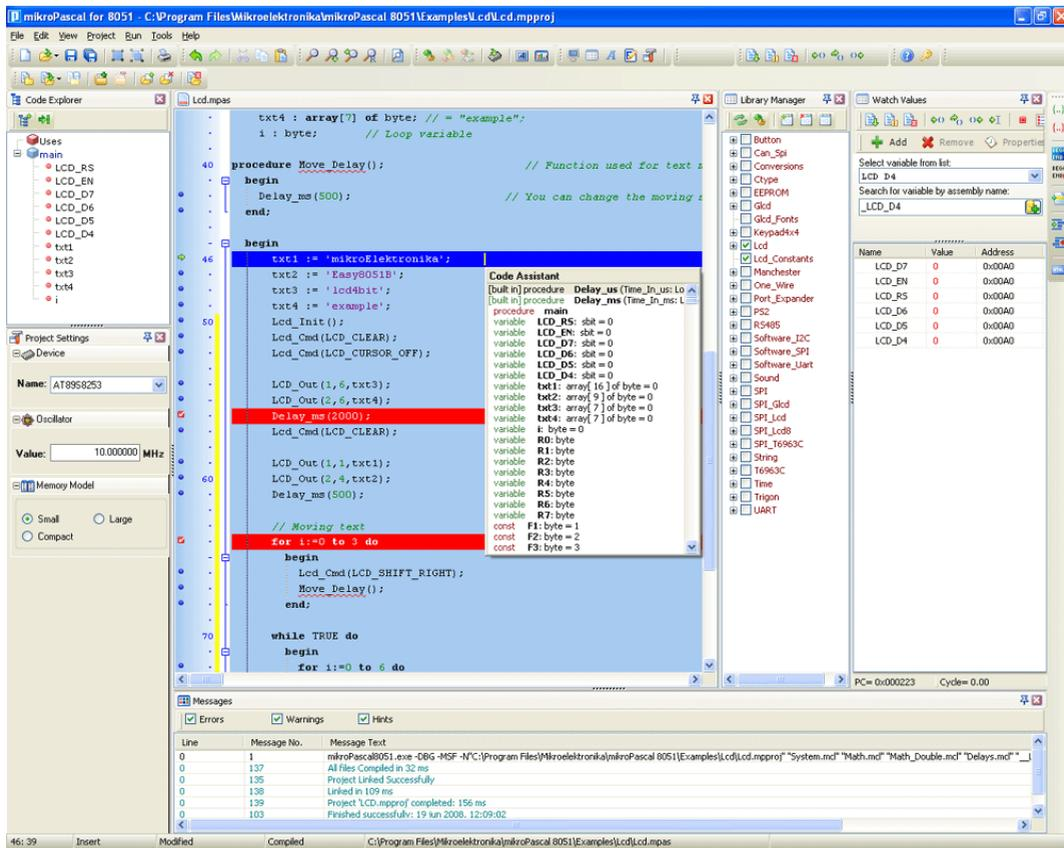 mikroPascal for 8051 - C:\Program Files\Mikroelektronika\mikroPascal 8051\Examples\Lcd\Lcd.mpproj
File Edit View Project Run Tools Help
Code Explorer
Uses
main
LCD_RS
LCD_EN
LCD_D7
LCD_D6
LCD_D5
LCD_D4
txt1
txt2
txt3
txt4
i
Project Settings
Device
Name: AT89S8253
Oscillator
Value: 10.000000 MHz
Memory Model
Small Large
Compact
Lcd.mpas
txt4 : array[7] of byte; // = "example";
i : byte; // Loop variable
40 procedure Move_Delay(); // Function used for text
begin
Delay_ms(500); // You can change the moving
end;
begin
46 txt1 := 'mikroElektronika';
txt2 := 'Easy8051B';
txt3 := 'lcd4bit';
txt4 := 'example';
50 Lcd_Init();
Lcd_Cmd(LCD_CLEAR);
Lcd_Cmd(LCD_CURSOR_OFF);
LCD_Out(1,6,txt3);
LCD_Out(2,6,txt4);
Delay_ms(2000);
Lcd_Cmd(LCD_CLEAR);
LCD_Out(1,1,txt1);
60 LCD_Out(2,4,txt2);
Delay_ms(500);
// Moving text
for i:=0 to 3 do
begin
Lcd_Cmd(LCD_SHIFT_RIGHT);
Move_Delay();
end;
70 while TRUE do
begin
for i:=0 to 6 do
Code Assistant
[built in] procedure Delay_us (Time_In_us: Lo
[built in] procedure Delay_ms (Time_In_ms: L
procedure main
variable LCD_RS: sbit = 0
variable LCD_EN: sbit = 0
variable LCD_D7: sbit = 0
variable LCD_D6: sbit = 0
variable LCD_D5: sbit = 0
variable LCD_D4: sbit = 0
variable txt1: array[ 16 ] of byte = 0
variable txt2: array[ 9 ] of byte = 0
variable txt3: array[ 7 ] of byte = 0
variable txt4: array[ 7 ] of byte = 0
variable i: byte = 0
variable R0: byte
variable R1: byte
variable R2: byte
variable R3: byte
variable R4: byte
variable R5: byte
variable R6: byte
variable R7: byte
const F1: byte = 1
const F2: byte = 2
const F3: byte = 3
Library Manager
Button
Can_Spi
Conversions
Ctype
EEPROM
Glcd
Glcd_Fonts
Keypad4x4
Lcd
Lcd_Constants
Manchester
One_Wire
Port_Expander
PS2
RS485
Software_I2C
Software_SPI
Software_Uart
Sound
SPI
SPI_Glcd
SPI_Lcd
SPI_Lcd8
SPI_T6963C
String
T6963C
Time
Trigon
UART
Watch Values
Add Remove Properties
Select variable from list:
LCD_D4
Search for variable by assembly name:
_LCD_D4
Name Value Address
LCD_D7 0 0x00A0
LCD_EN 0 0x00A0
LCD_RS 0 0x00A0
LCD_D6 0 0x00A0
LCD_D5 0 0x00A0
LCD_D4 0 0x00A0
PC= 0x000223 Cycle= 0.00
Messages
Errors Warnings Hints
Line Message No. Message Text
0 1 mikroPascal8051.exe -DBG -MSF -N"C:\Program Files\Mikroelektronika\mikroPascal 8051\Examples\Lcd\Lcd.mpproj" "System.mcl" "Math.mcl" "Math_Double.mcl" "Delays.mcl"
0 137 All files Compiled in 32 ms
0 135 Project Linked Successfully
0 138 Linked in 109 ms
0 139 Project 'LCD.mpproj' completed: 156 ms
0 103 Finished successfully: 19 jun 2008, 12:09:02
46: 39 Insert Modified Compiled C:\Program Files\Mikroelektronika\mikroPascal 8051\Examples\Lcd\Lcd.mpas